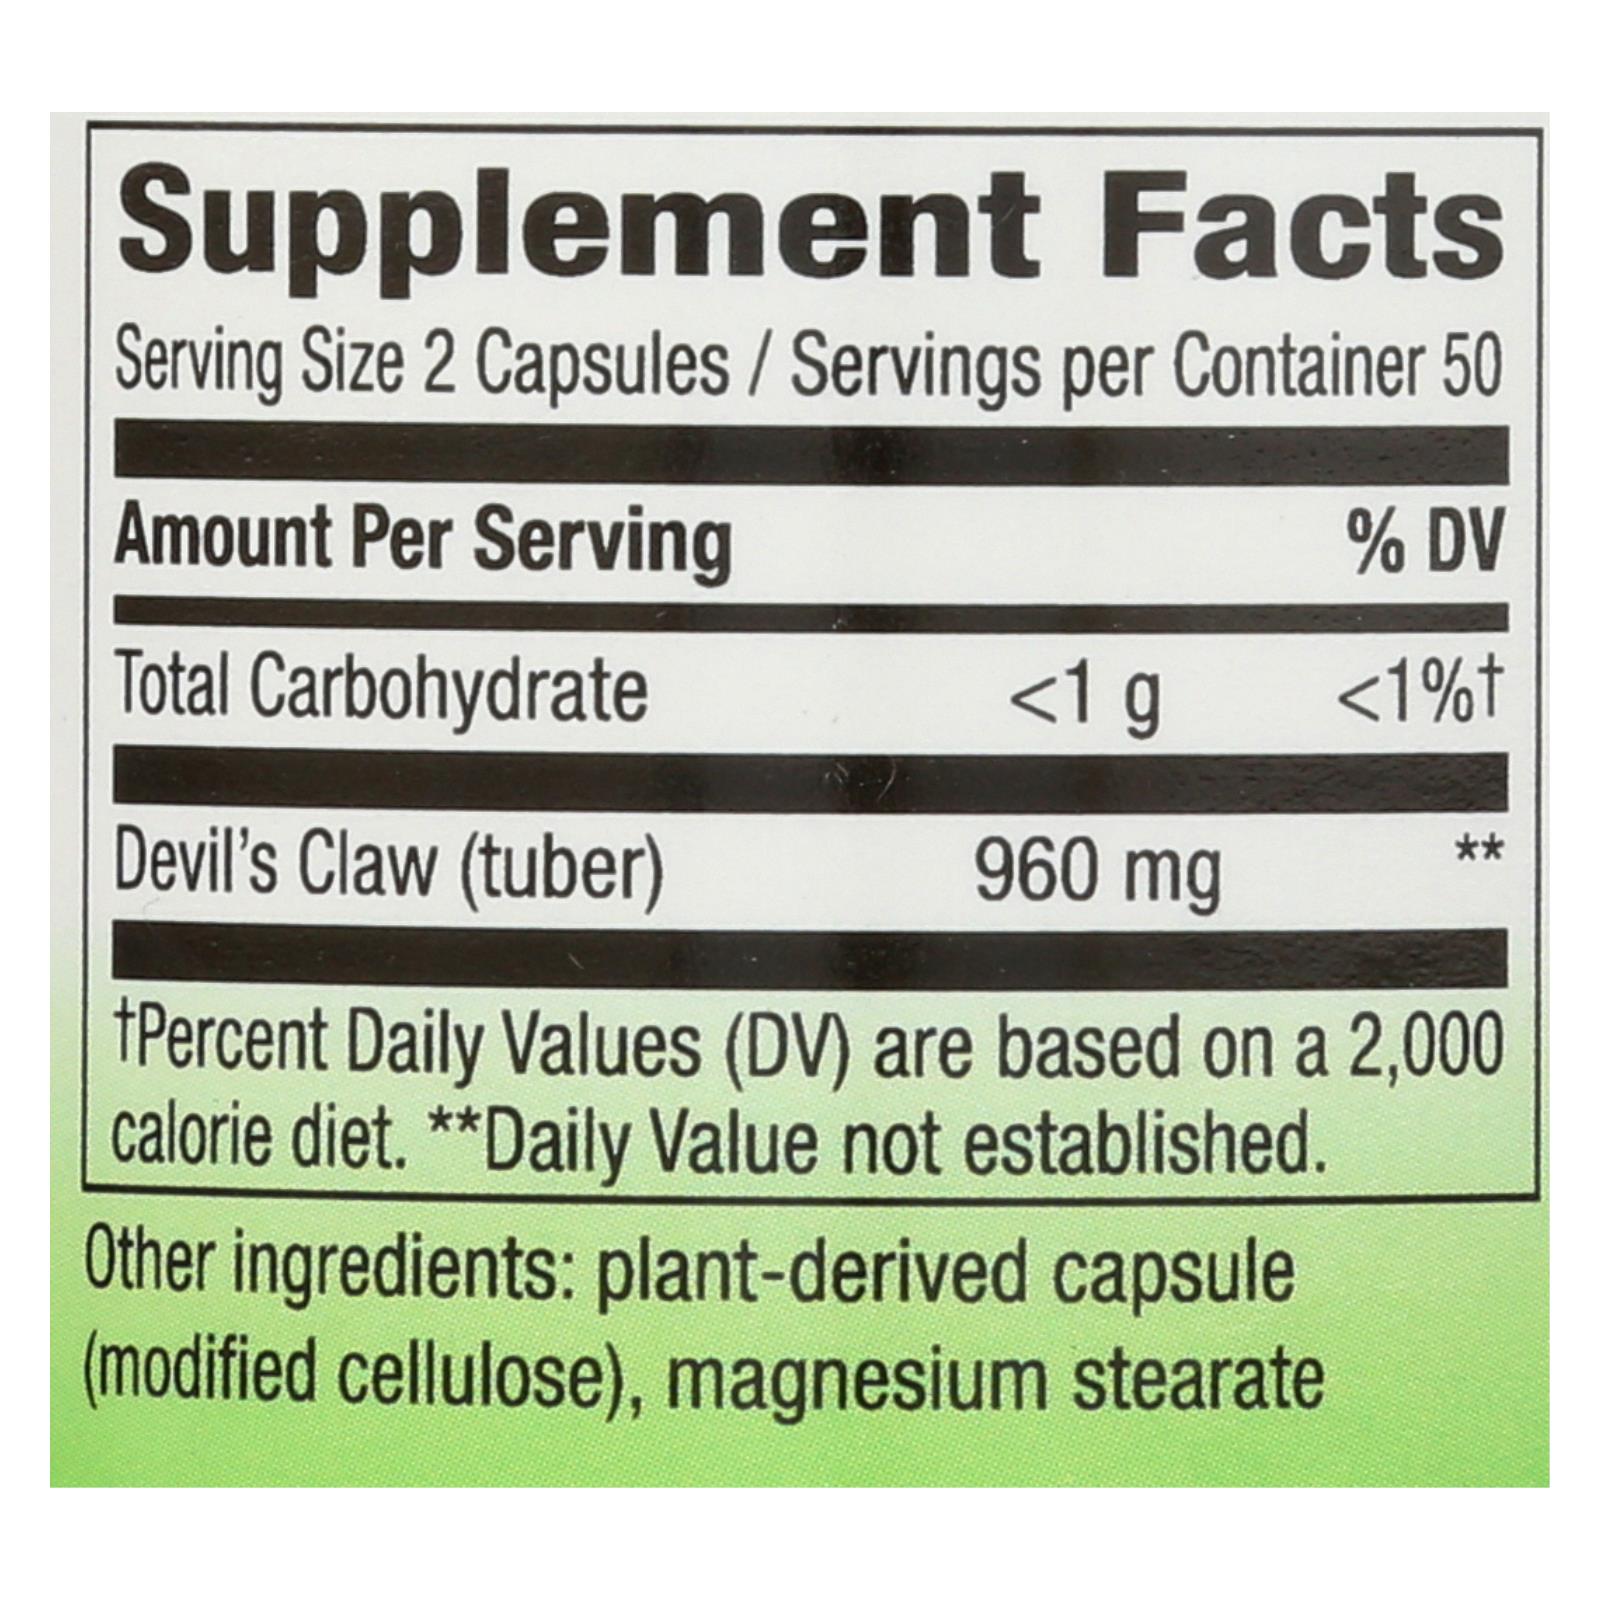 Supplement Facts
Serving Size 2 Capsules / Servings per Container 50
Amount Per Serving % DV
Total Carbohydrate <1 g <1%†
Devil's Claw (tuber) 960 mg **
†Percent Daily Values (DV) are based on a 2,000
calorie diet. **Daily Value not established.
Other ingredients: plant-derived capsule
(modified cellulose), magnesium stearate